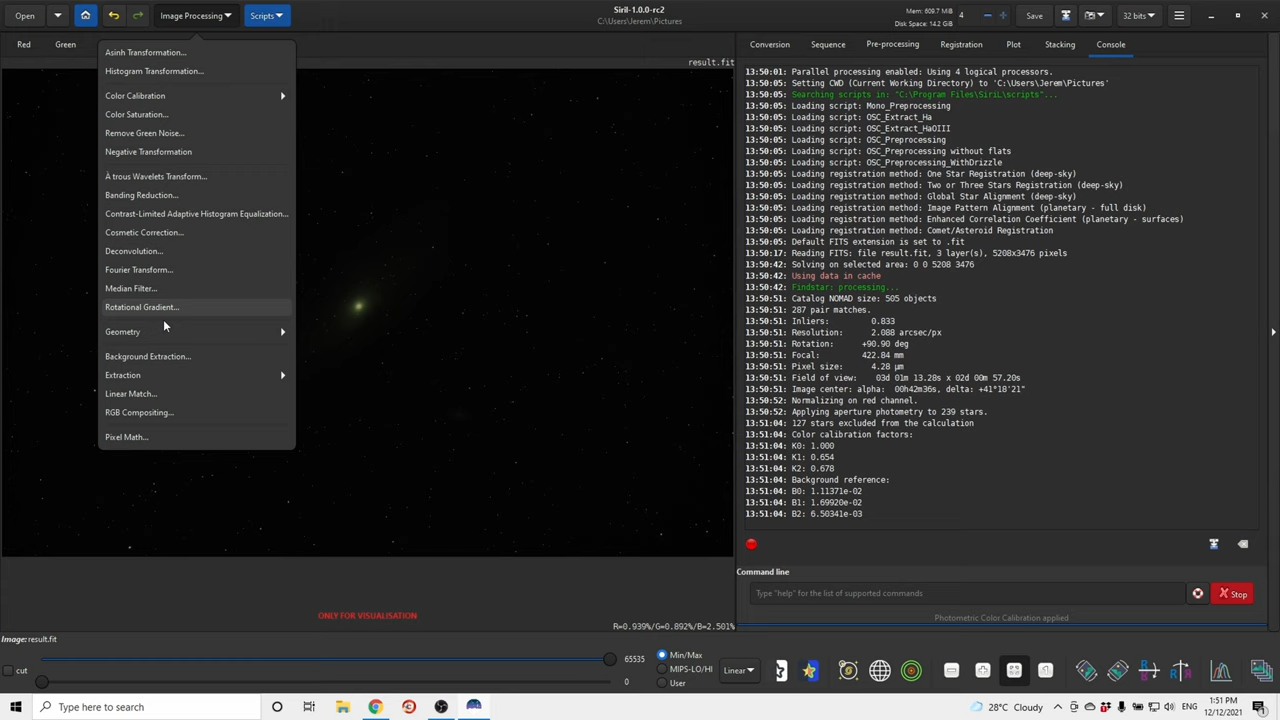 Open
Image Processing
Scripts
Siril-1.0.0-rc2
C:\Users\Jerem\Pictures
Mem: 609.7 MiB
Disk Space: 14.2 GiB
4
Save
32 bits
Red
Green
result.fit
Asinh Transformation...
Histogram Transformation...
Color Calibration
Color Saturation...
Remove Green Noise...
Negative Transformation
À trous Wavelets Transform...
Banding Reduction...
Contrast-Limited Adaptive Histogram Equalization...
Cosmetic Correction...
Deconvolution...
Fourier Transform...
Median Filter...
Rotational Gradient...
Geometry
Background Extraction...
Extraction
Linear Match...
RGB Compositing...
Pixel Math...
ONLY FOR VISUALISATION
R=0.939%/G=0.892%/B=2.501%
Conversion
Sequence
Pre-processing
Registration
Plot
Stacking
Console
13:50:01: Parallel processing enabled: Using 4 logical processors.
13:50:05: Setting CWD (Current Working Directory) to 'C:\Users\Jerem\Pictures'
13:50:05: Searching scripts in: "C:\Program Files\SiriL\scripts"...
13:50:05: Loading script: Mono_Preprocessing
13:50:05: Loading script: OSC_Extract_Ha
13:50:05: Loading script: OSC_Extract_HaOIII
13:50:05: Loading script: OSC_Preprocessing
13:50:05: Loading script: OSC_Preprocessing without flats
13:50:05: Loading script: OSC_Preprocessing_WithDrizzle
13:50:05: Loading registration method: One Star Registration (deep-sky)
13:50:05: Loading registration method: Two or Three Stars Registration (deep-sky)
13:50:05: Loading registration method: Global Star Alignment (deep-sky)
13:50:05: Loading registration method: Image Pattern Alignment (planetary - full disk)
13:50:05: Loading registration method: Enhanced Correlation Coefficient (planetary - surfaces)
13:50:05: Loading registration method: Comet/Asteroid Registration
13:50:06: Default FITS extension is set to .fit
13:50:17: Reading FITS: file result.fit, 3 layer(s), 5208x3476 pixels
13:50:42: Solving on selected area: 0 0 5208 3476
13:50:42: Using data in cache
13:50:42: Findstar: processing...
13:50:51: Catalog NOMAD size: 505 objects
13:50:51: 287 pair matches.
13:50:51: Inliers: 0.833
13:50:51: Resolution: 2.088 arcsec/px
13:50:51: Rotation: +90.90 deg
13:50:51: Focal: 422.84 mm
13:50:51: Pixel size: 4.28 µm
13:50:51: Field of view: 03d 01m 13.28s x 02d 00m 57.20s
13:50:51: Image center: alpha: 00h42m36s, delta: +41°18'21"
13:50:52: Normalizing on red channel.
13:50:52: Applying aperture photometry to 239 stars.
13:51:04: 127 stars excluded from the calculation
13:51:04: Color calibration factors:
13:51:04: K0: 1.000
13:51:04: K1: 0.654
13:51:04: K2: 0.678
13:51:04: Background reference:
13:51:04: B0: 1.11371e-02
13:51:04: B1: 1.69920e-02
13:51:04: B2: 6.50341e-03
Command line
Type "help" for the list of supported commands
Stop
Photometric Color Calibration applied
Image: result.fit
cut
65535
0
Min/Max
MIPS-LO/HI
User
Linear
Type here to search
28°C Cloudy
1:51 PM
12/12/2021